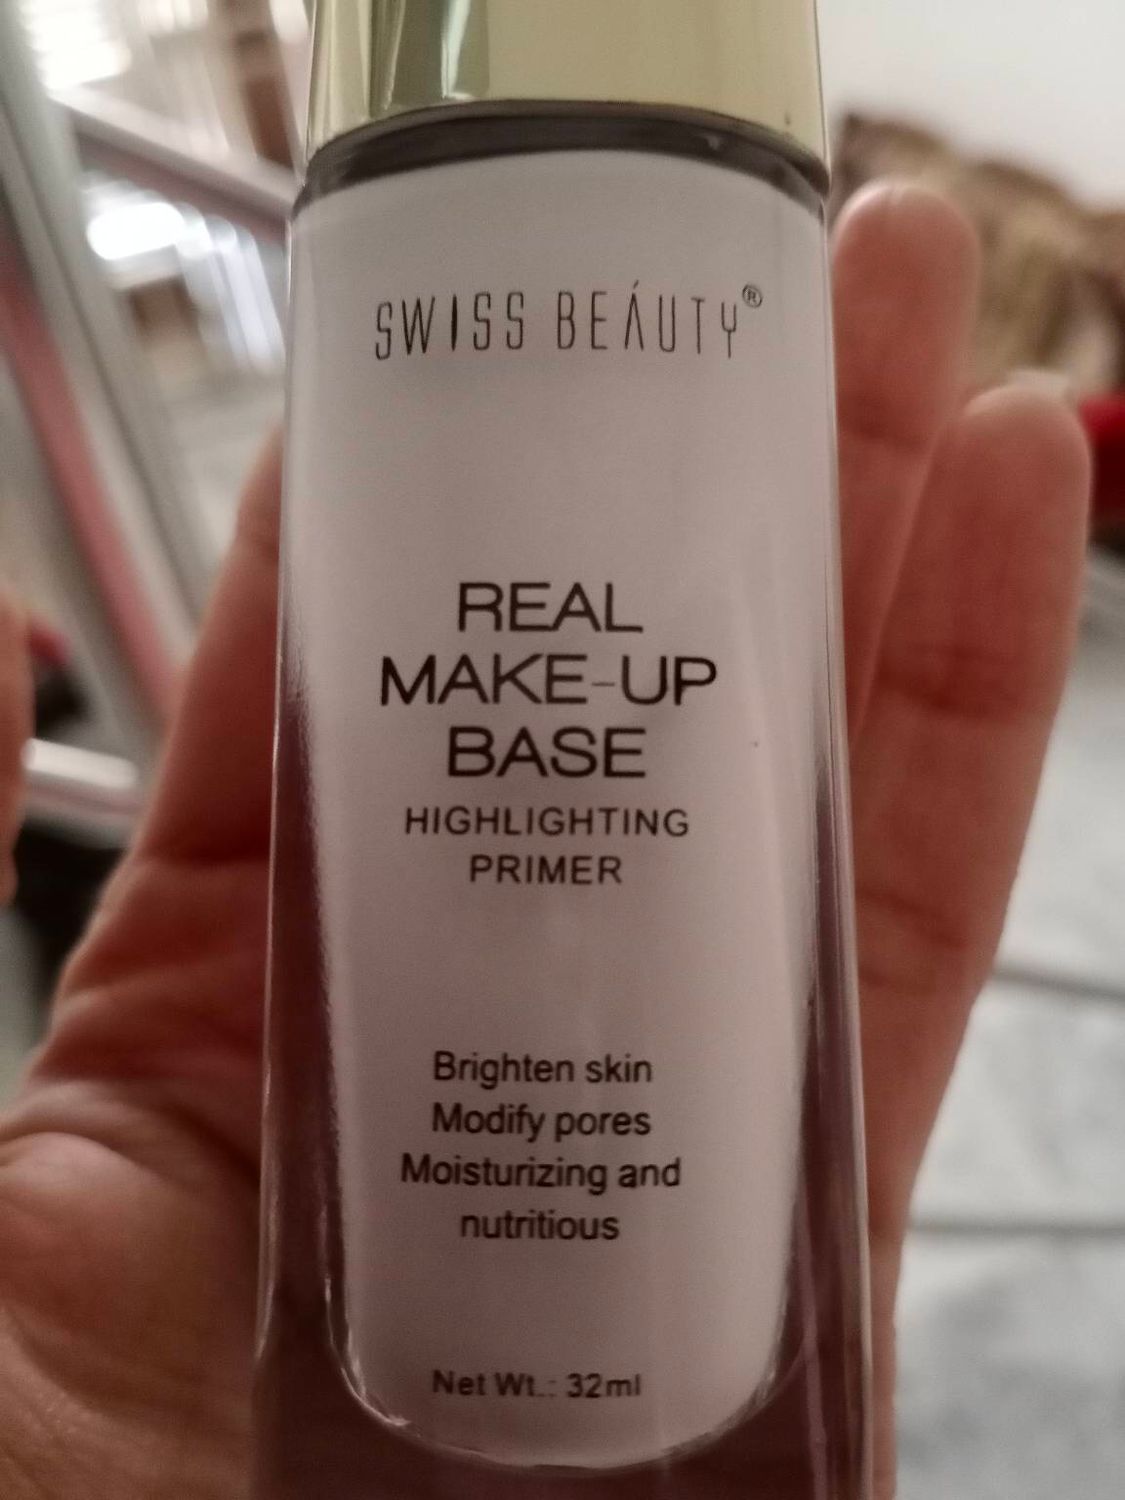 SWISS BEÁUTY®
REAL
MAKE-UP
BASE
HIGHLIGHTING
PRIMER
Brighten skin
Modify pores
Moisturizing and
nutritious
Net Wt.: 32ml